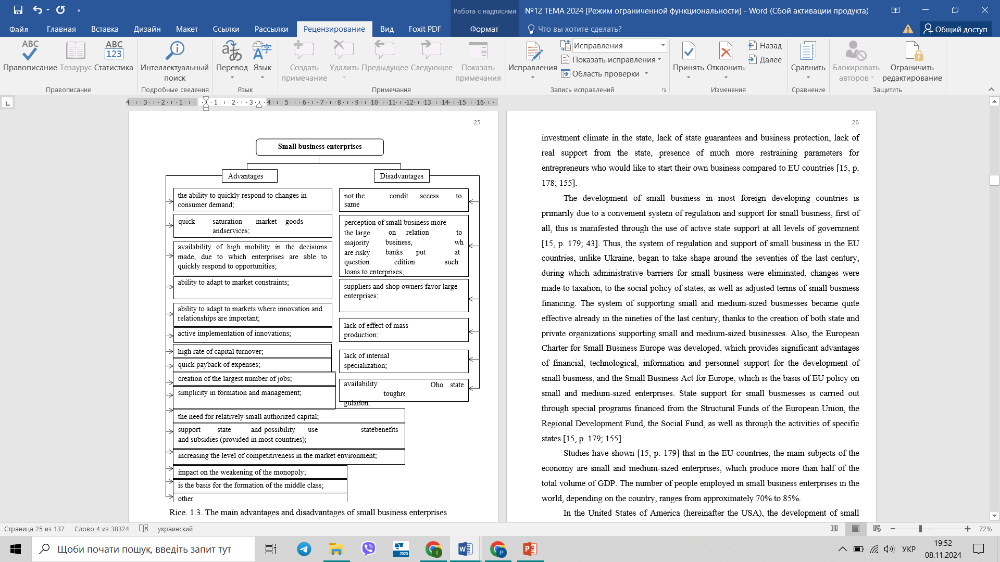 Работа с надписями
№12 ТЕМА 2024 [Режим ограниченной функциональности] - Word (Сбой активации продукта)
Файл Главная Вставка Дизайн Макет Ссылки Рассылки Рецензирование Вид Foxit PDF Формат Что вы хотите сделать? Общий доступ
Правописание Тезаурус Статистика
Правописание
Интеллектуальный
поиск
Подробные сведения
Перевод Язык
Язык
Создать
примечание
Удалить Предыдущее Следующее Показать
примечания
Примечания
Исправления
Исправления
Показать исправления
Область проверки
Запись исправлений
Принять Отклонить
Назад
Далее
Изменения
Сравнить
Сравнение
Блокировать
авторов
Ограничить
редактирование
Защитить
4 3 2 1 1 2 3 4 5 6 7 8 9 10 11 12 13 14 15 16
25
Small business enterprises
Advantages
Disadvantages
the ability to quickly respond to changes in
consumer demand;
quick saturation market goods
andservices;
availability of high mobility in the decisions
made, due to which enterprises are able to
quickly respond to opportunities;
ability to adapt to market constraints;
ability to adapt to markets where innovation and
relationships are important;
active implementation of innovations;
high rate of capital turnover;
quick payback of expenses;
creation of the largest number of jobs;
simplicity in formation and management;
the need for relatively small authorized capital;
support state and possibility use statebenefits
and subsidies (provided in most countries);
increasing the level of competitiveness in the market environment;
impact on the weakening of the monopoly;
is the basis for the formation of the middle class;
other
not the condit access to
same
perception of small business more
the large on relation to
majority business, wh
are risky banks put at
question edition such
loans to enterprises;
suppliers and shop owners favor large
enterprises;
lack of effect of mass
production;
lack of internal
specialization;
availability Oho state
toughre
gulation.
Rice. 1.3. The main advantages and disadvantages of small business enterprises
26
investment climate in the state, lack of state guarantees and business protection, lack of
real support from the state, presence of much more restraining parameters for
entrepreneurs who would like to start their own business compared to EU countries [15, p.
178; 155].
The development of small business in most foreign developing countries is
primarily due to a convenient system of regulation and support for small business, first of
all, this is manifested through the use of active state support at all levels of government
[15, p. 179; 43]. Thus, the system of regulation and support of small business in the EU
countries, unlike Ukraine, began to take shape around the seventies of the last century,
during which administrative barriers for small business were eliminated, changes were
made to taxation, to the social policy of states, as well as adjusted terms of small business
financing. The system of supporting small and medium-sized businesses became quite
effective already in the nineties of the last century, thanks to the creation of both state and
private organizations supporting small and medium-sized businesses. Also, the European
Charter for Small Business Europe was developed, which provides significant advantages
of financial, technological, information and personnel support for the development of
small business, and the Small Business Act for Europe, which is the basis of EU policy on
small and medium-sized enterprises. State support for small businesses is carried out
through special programs financed from the Structural Funds of the European Union, the
Regional Development Fund, the Social Fund, as well as through the activities of specific
states [15, p. 179; 155].
Studies have shown [15, p. 179] that in the EU countries, the main subjects of the
economy are small and medium-sized enterprises, which produce more than half of the
total volume of GDP. The number of people employed in small business enterprises in the
world, depending on the country, ranges from approximately 70% to 85%.
In the United States of America (hereinafter the USA), the development of small
Страница 25 из 137 Слово 4 из 38324 украинский 72%
Щоби почати пошук, введіть запит тут
2020
УКР
19:52
08.11.2024